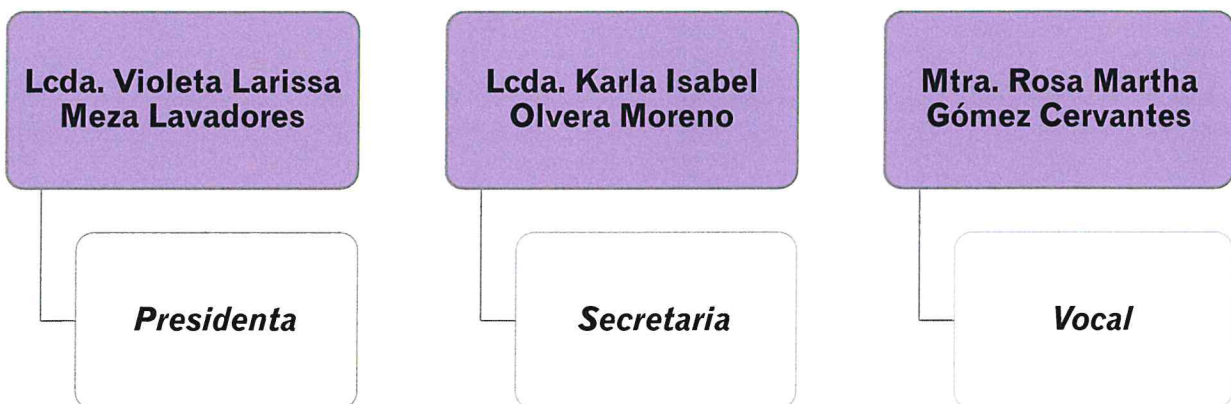 Lcda. Violeta Larissa
Meza Lavadores
Presidenta
Lcda. Karla Isabel
Olvera Moreno
Secretaria
Mtra. Rosa Martha
Gómez Cervantes
Vocal